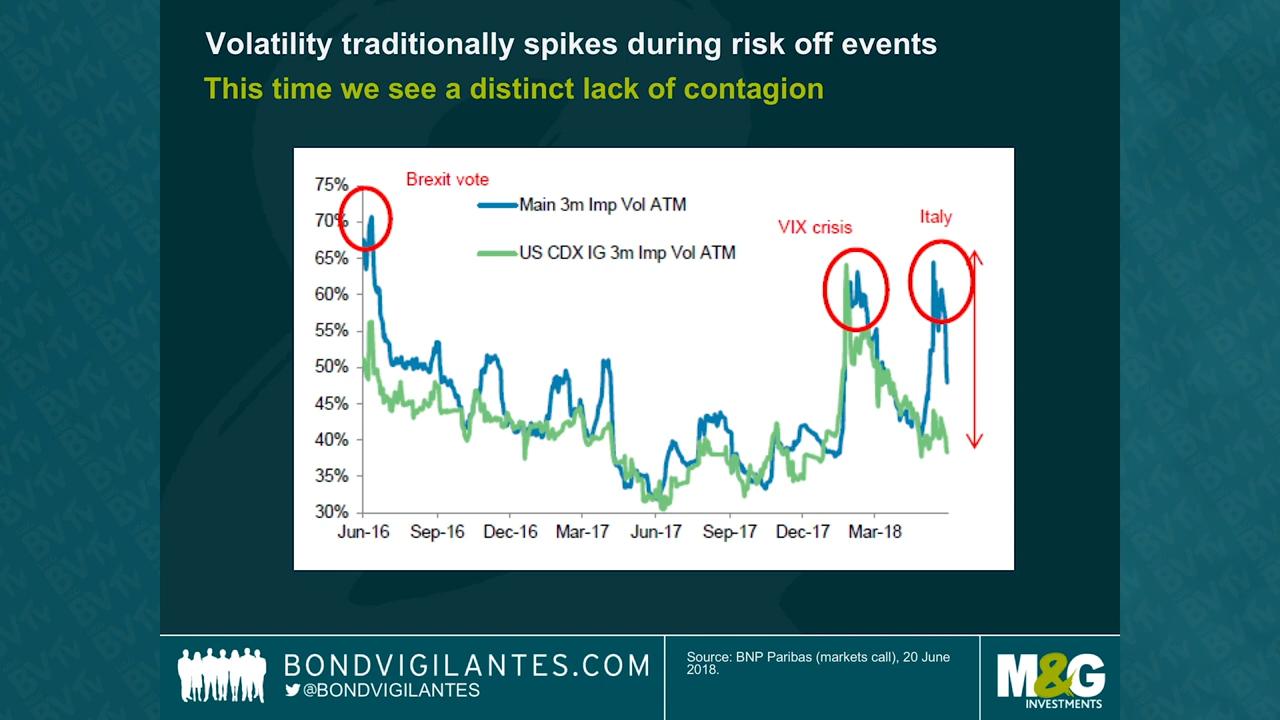 Volatility traditionally spikes during risk off events
This time we see a distinct lack of contagion
Brexit vote
Main 3m Imp Vol ATM
US CDX IG 3m Imp Vol ATM
VIX crisis
Italy
75%
70%
65%
60%
55%
50%
45%
40%
35%
30%
Jun-16 Sep-16 Dec-16 Mar-17 Jun-17 Sep-17 Dec-17 Mar-18
BONDVIGILANTES.COM
@BONDVIGILANTES
Source: BNP Paribas (markets call), 20 June
2018.
M&G
INVESTMENTS